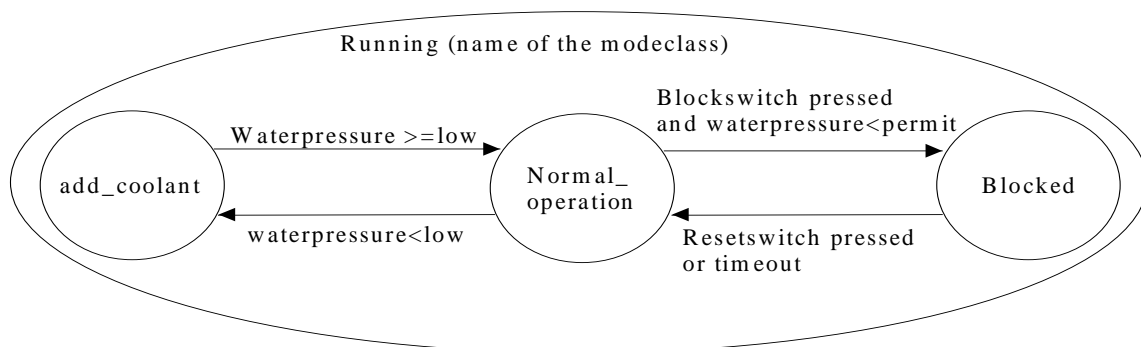 Running (name of the modeclass)
Blockswitch pressed
and waterpressure<permit
Waterpressure >=low
add_coolant
Normal_
operation
Blocked
waterpressure<low
Resetswitch pressed
or timeout